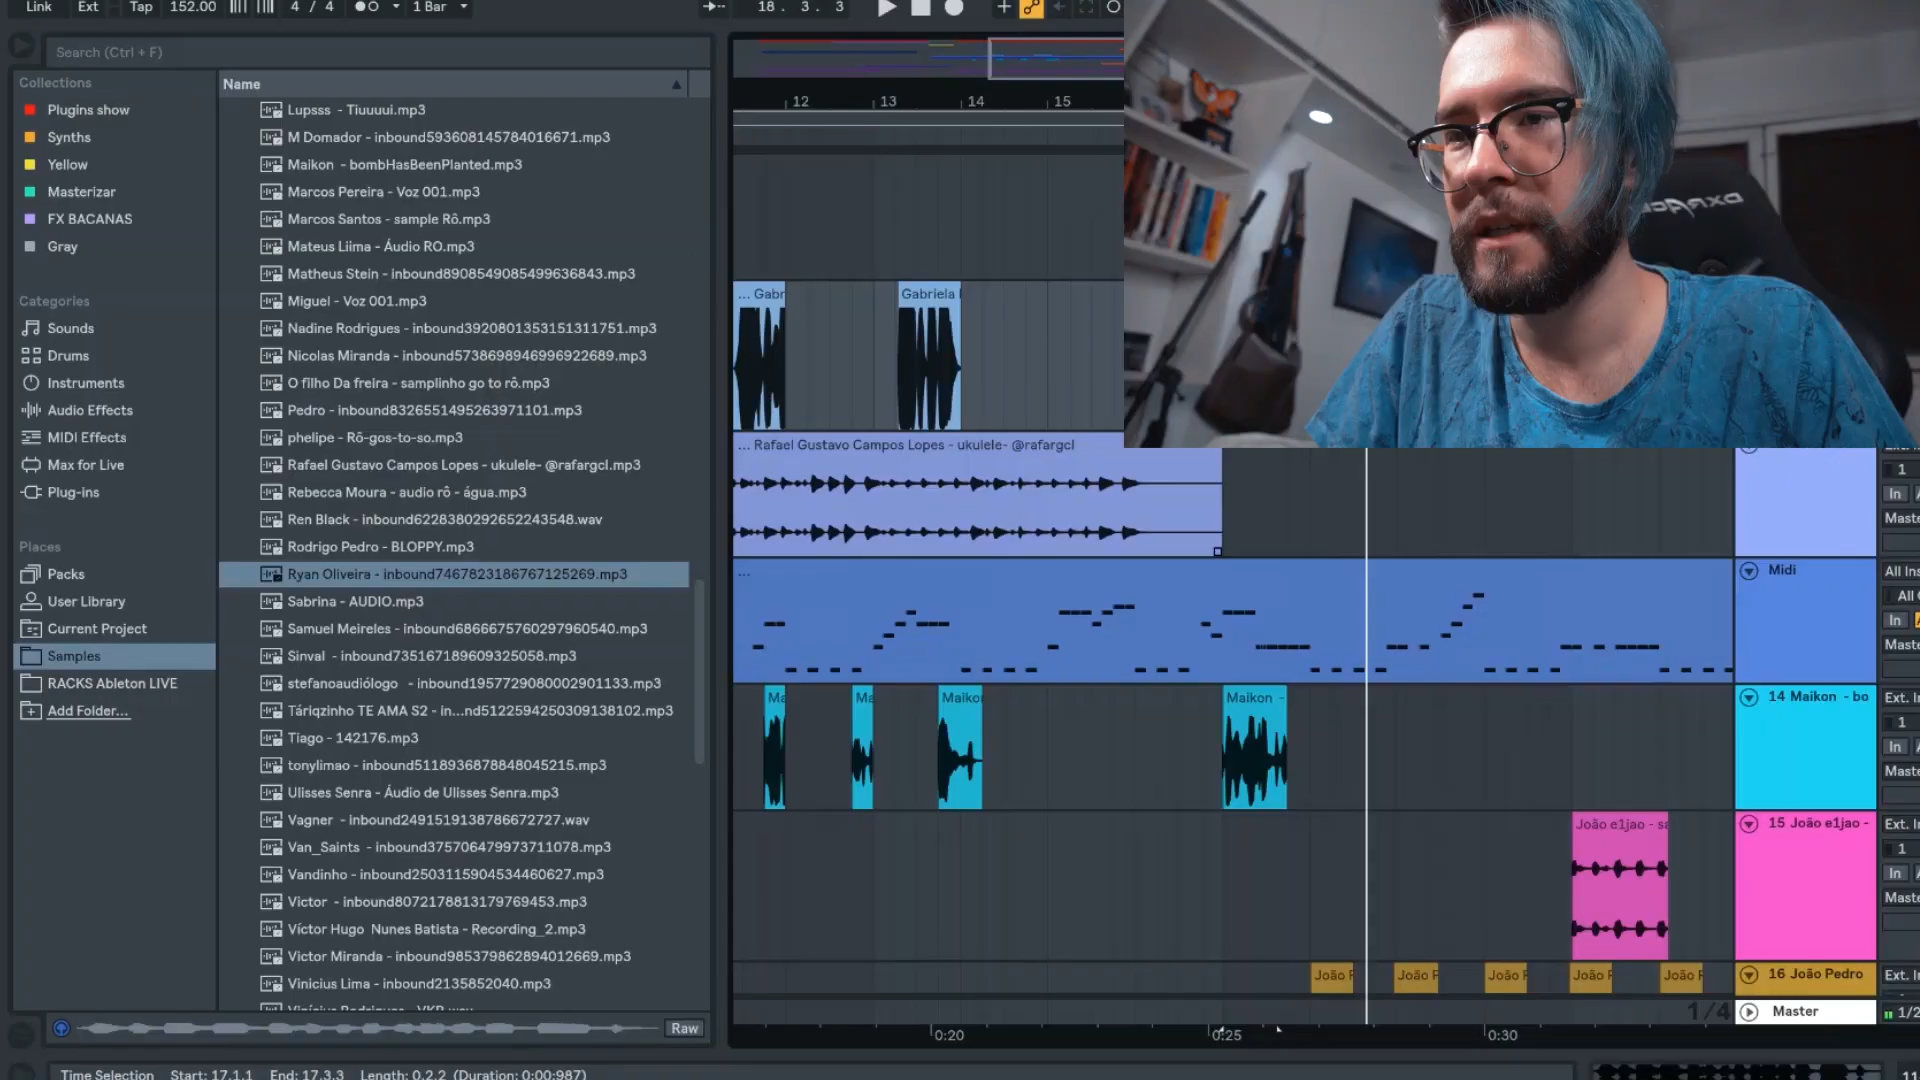 Link Ext Tap 152.00 4 / 4 1 Bar 18. 3. 3
Search (Ctrl + F)
Collections
Plugins show
Synths
Yellow
Masterizar
FX BACANAS
Gray
Categories
Sounds
Drums
Instruments
Audio Effects
MIDI Effects
Max for Live
Plug-ins
Places
Packs
User Library
Current Project
Samples
RACKS Ableton LIVE
Add Folder...
Name
Lupsss - Tiuuuui.mp3
M Domador - inbound593608145784016671.mp3
Maikon - bombHasBeenPlanted.mp3
Marcos Pereira - Voz 001.mp3
Marcos Santos - sample Rô.mp3
Mateus Liima - Áudio RO.mp3
Matheus Stein - inbound8908549085499636843.mp3
Miguel - Voz 001.mp3
Nadine Rodrigues - inbound3920801353151311751.mp3
Nicolas Miranda - inbound5738698946996922689.mp3
O filho Da freira - samplinho go to rô.mp3
Pedro - inbound8326551495263971101.mp3
phelipe - Rô-gos-to-so.mp3
Rafael Gustavo Campos Lopes - ukulele- @rafargcl.mp3
Rebecca Moura - audio rô - água.mp3
Ren Black - inbound6228380292652243548.wav
Rodrigo Pedro - BLOPPY.mp3
Ryan Oliveira - inbound7467823186767125269.mp3
Sabrina - AUDIO.mp3
Samuel Meireles - inbound6866675760297960540.mp3
Sinval - inbound735167189609325058.mp3
stefanoaudiólogo - inbound1957729080002901133.mp3
Táriqzinho TE AMA S2 - in...nd5122594250309138102.mp3
Tiago - 142176.mp3
tonylimao - inbound5118936878848045215.mp3
Ulisses Senra - Áudio de Ulisses Senra.mp3
Vagner - inbound2491519138786672727.wav
Van_Saints - inbound375706479973711078.mp3
Vandinho - inbound2503115904534460627.mp3
Victor - inbound8072178813179769453.mp3
Víctor Hugo Nunes Batista - Recording_2.mp3
Victor Miranda - inbound985379862894012669.mp3
Vinicius Lima - inbound2135852040.mp3
Raw
12 13 14 15
... Gabr Gabriela
... Rafael Gustavo Campos Lopes - ukulele- @rafargcl
1
In
Maste
...
Midi
All Ins
All
In
Maste
Ma Ma Maiko Maikon -
14 Maikon - bo
Ext. I
1
In
Maste
João e1jao - sa
15 João e1jao -
Ext. I
1
In
Maste
João João João João João
16 João Pedro
Ext. I
1/4
Master
1/2
0:20 0:25 0:30
Time Selection Start: 17.1.1 End: 17.3.3 Length: 0.2.2 (Duration: 0:00:987)